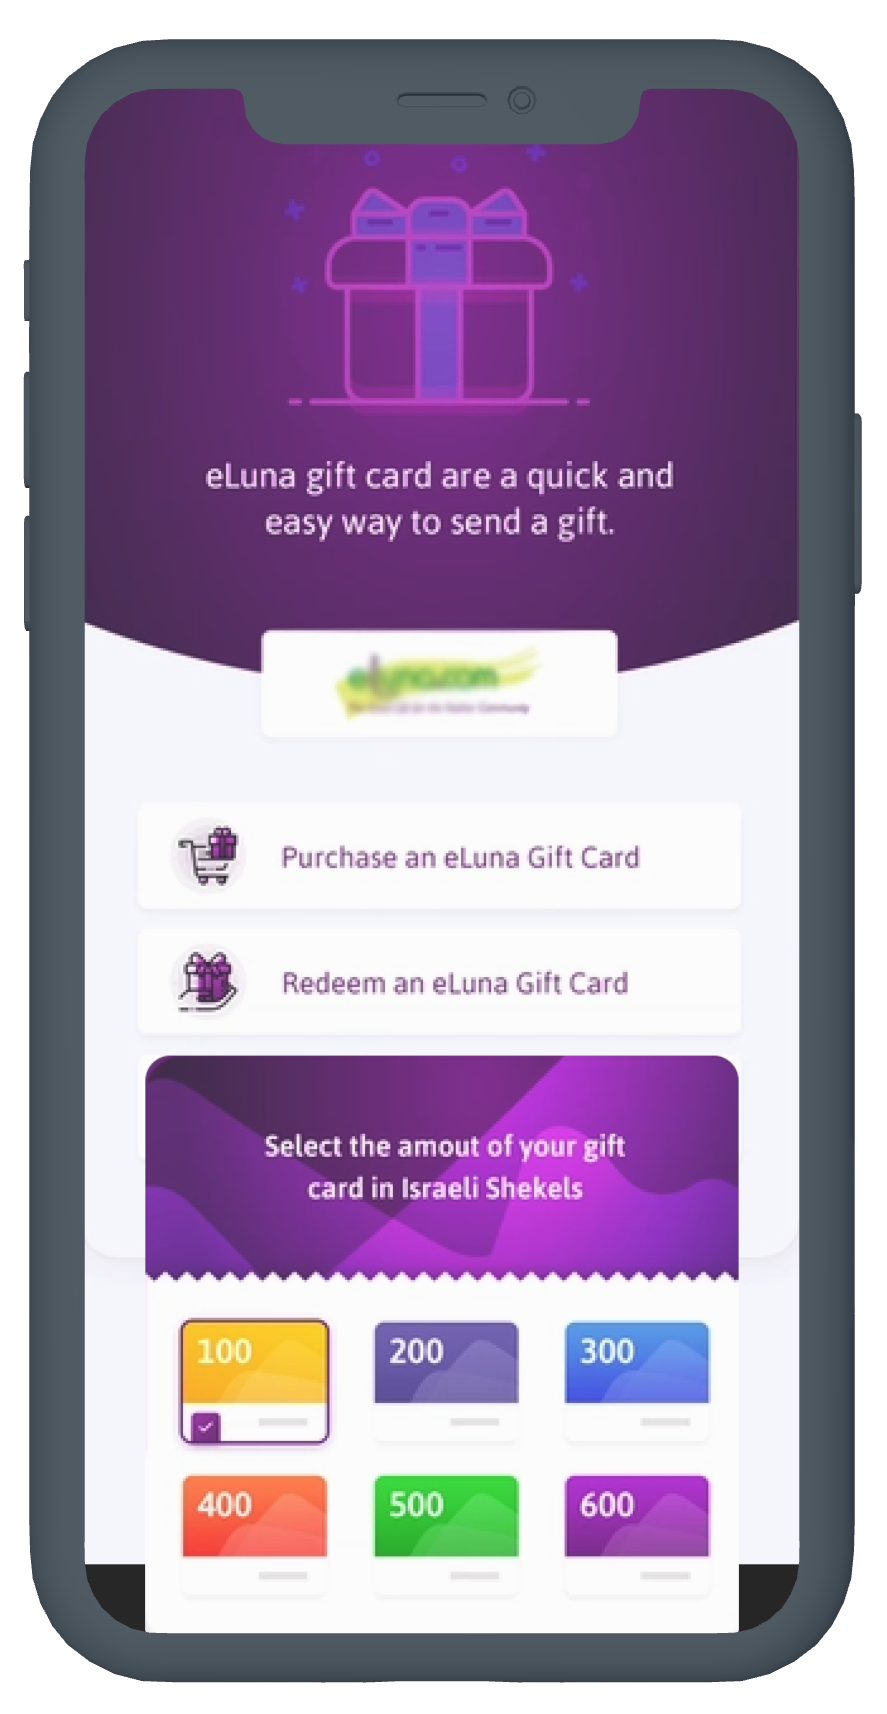 eLuna gift card are a quick and
easy way to send a gift.
eLuna.com
Purchase an eLuna Gift Card
Redeem an eLuna Gift Card
Select the amout of your gift
card in Israeli Shekels
100
200
300
400
500
600